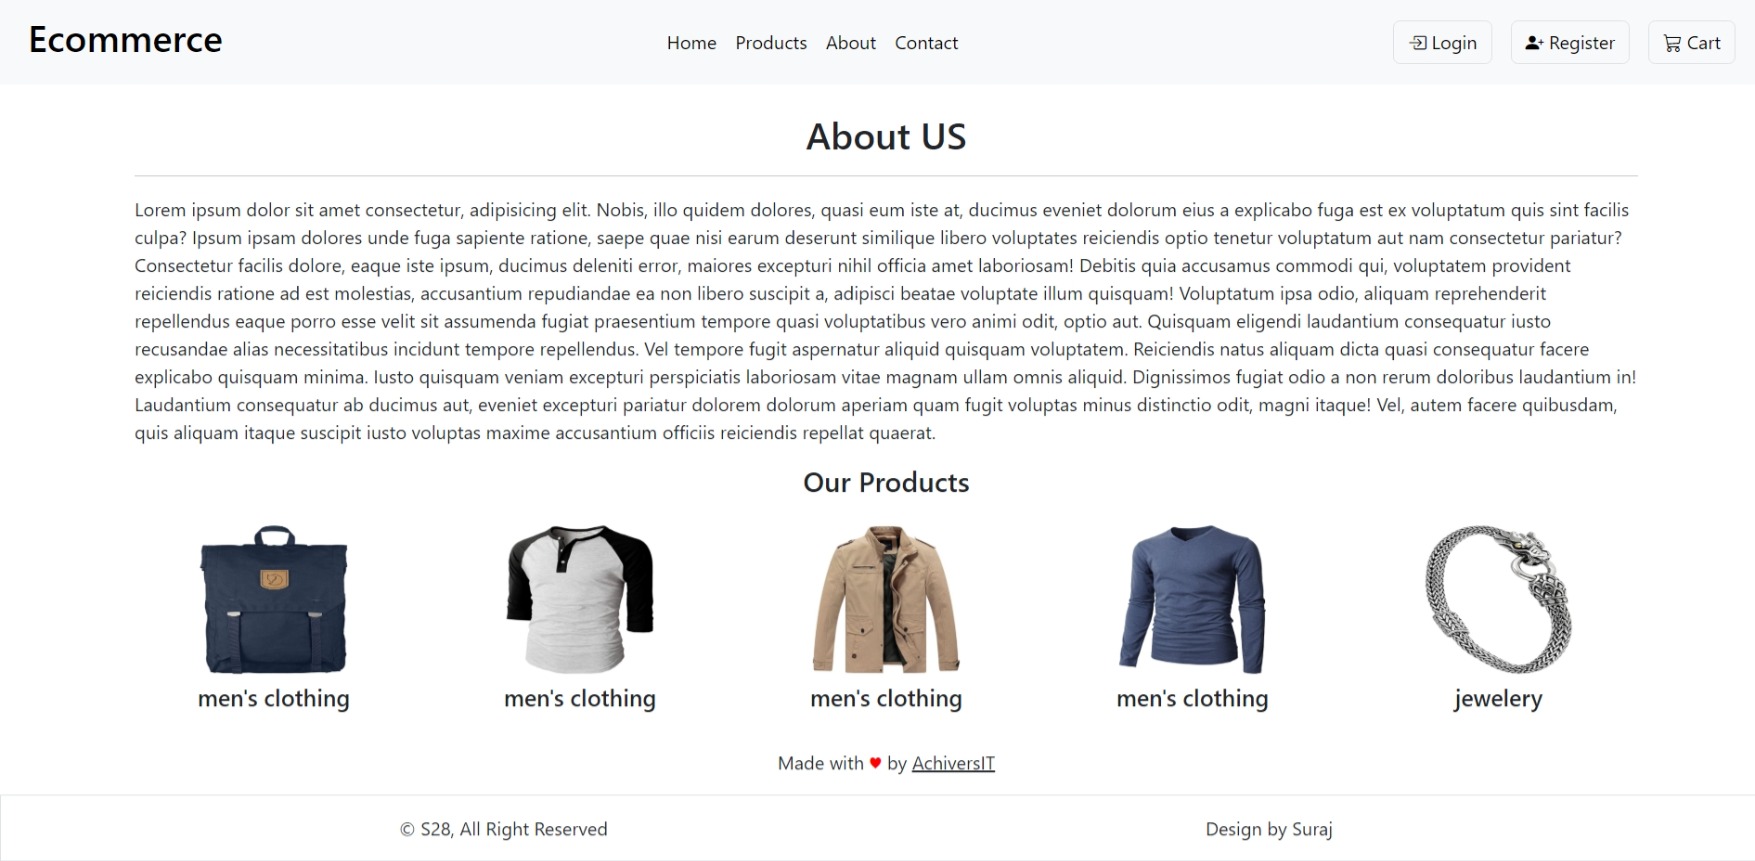 Ecommerce
Home Products About Contact
Login Register Cart
About US
Lorem ipsum dolor sit amet consectetur, adipisicing elit. Nobis, illo quidem dolores, quasi eum iste at, ducimus eveniet dolorum eius a explicabo fuga est ex voluptatum quis sint facilis
culpa? Ipsum ipsam dolores unde fuga sapiente ratione, saepe quae nisi earum deserunt similique libero voluptates reiciendis optio tenetur voluptatum aut nam consectetur pariatur?
Consectetur facilis dolore, eaque iste ipsum, ducimus deleniti error, maiores excepturi nihil officia amet laboriosam! Debitis quia accusamus commodi qui, voluptatem provident
reiciendis ratione ad est molestias, accusantium repudiandae ea non libero suscipit a, adipisci beatae voluptate illum quisquam! Voluptatum ipsa odio, aliquam reprehenderit
repellendus eaque porro esse velit sit assumenda fugiat praesentium tempore quasi voluptatibus vero animi odit, optio aut. Quisquam eligendi laudantium consequatur iusto
recusandae alias necessitatibus incidunt tempore repellendus. Vel tempore fugit aspernatur aliquid quisquam voluptatem. Reiciendis natus aliquam dicta quasi consequatur facere
explicabo quisquam minima. Iusto quisquam veniam excepturi perspiciatis laboriosam vitae magnam ullam omnis aliquid. Dignissimos fugiat odio a non rerum doloribus laudantium in!
Laudantium consequatur ab ducimus aut, eveniet excepturi pariatur dolorem dolorum aperiam quam fugit voluptas minus distinctio odit, magni itaque! Vel, autem facere quibusdam,
quis aliquam itaque suscipit iusto voluptas maxime accusantium officiis reiciendis repellat quaerat.
Our Products
men's clothing
men's clothing
men's clothing
men's clothing
jewelery
Made with ♥ by AchiversIT
© S28, All Right Reserved
Design by Suraj